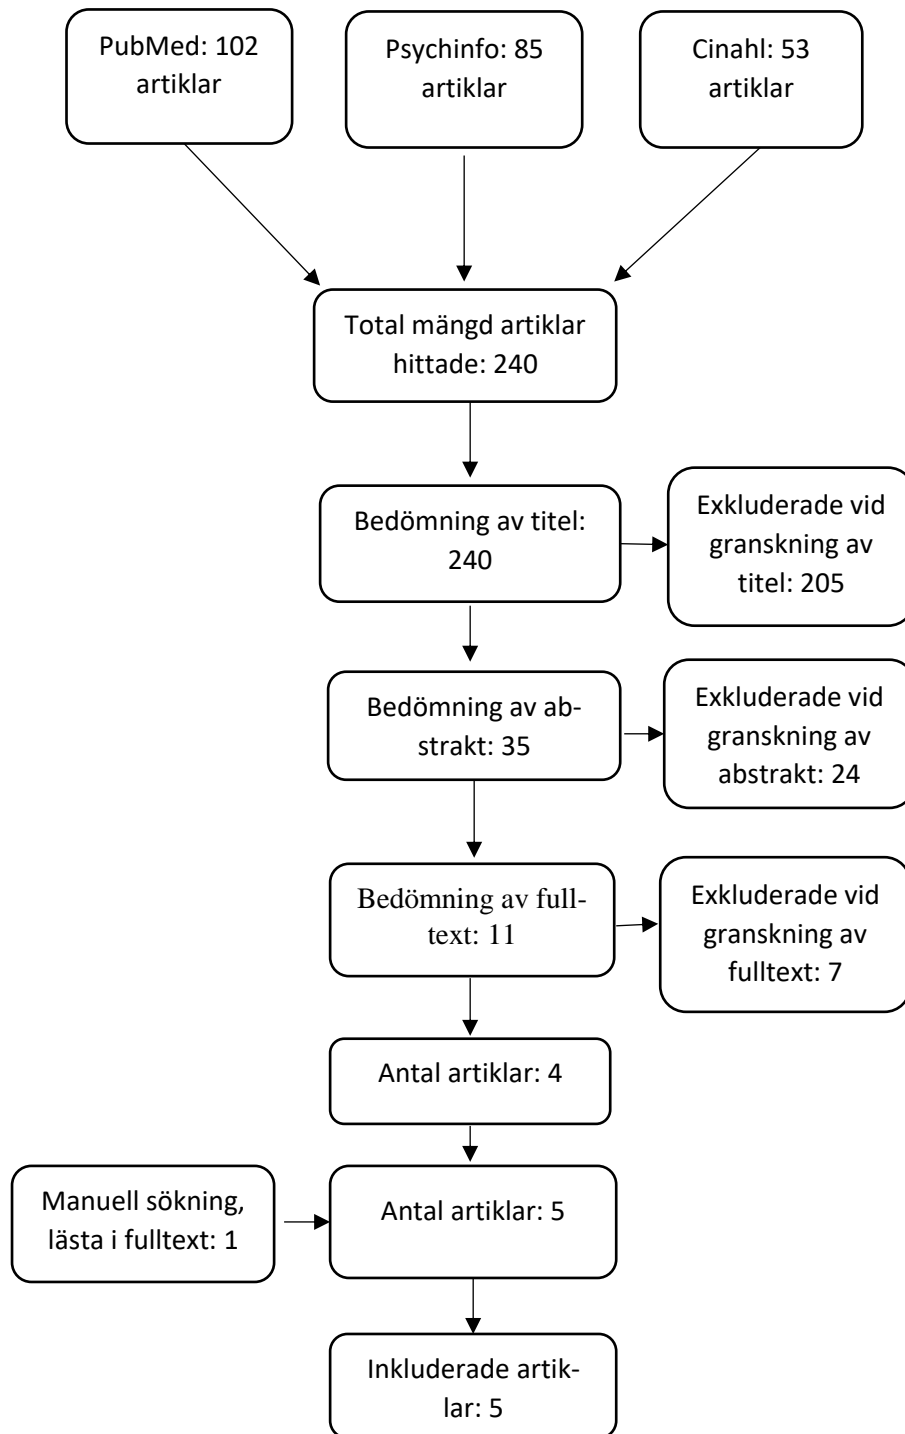 PubMed: 102
artiklar
Psychinfo: 85
artiklar
Cinahl: 53
artiklar
Total mängd artiklar
hittade: 240
Bedömning av titel:
240
Exkluderade vid
granskning av
titel: 205
Bedömning av ab-
strakt: 35
Exkluderade vid
granskning av
abstrakt: 24
Bedömning av full-
text: 11
Exkluderade vid
granskning av
fulltext: 7
Antal artiklar: 4
Manuell sökning,
lästa i fulltext: 1
Antal artiklar: 5
Inkluderade artik-
lar: 5